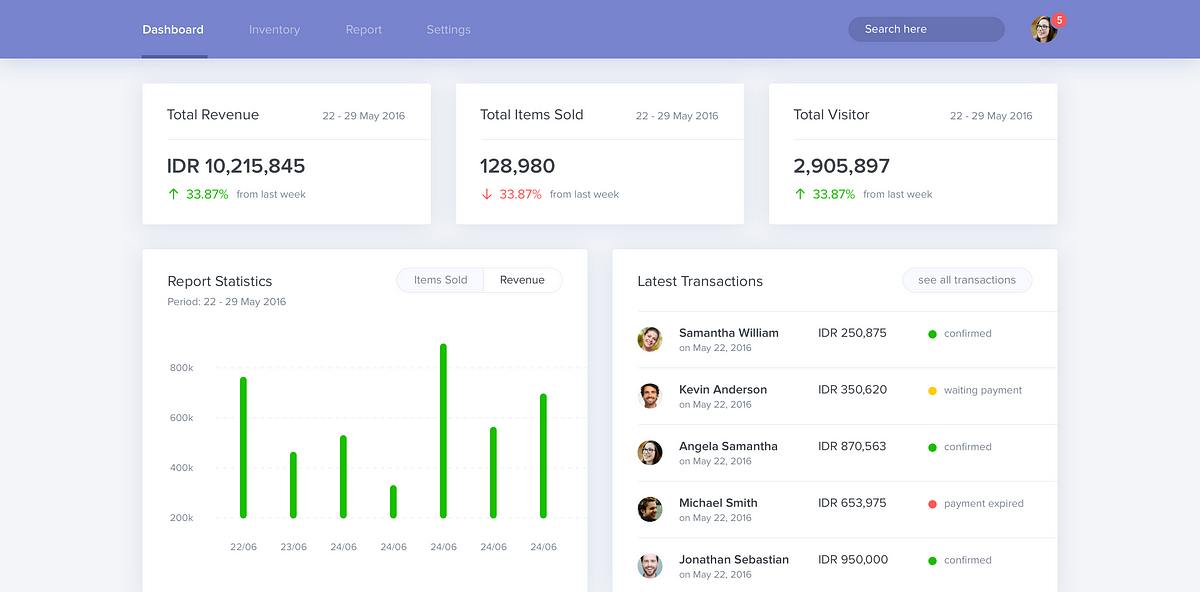 Dashboard Inventory Report Settings Search here 5
Total Revenue 22 - 29 May 2016
IDR 10,215,845
33.87% from last week
Total Items Sold 22 - 29 May 2016
128,980
33.87% from last week
Total Visitor 22 - 29 May 2016
2,905,897
33.87% from last week
Report Statistics Items Sold Revenue
Period: 22 - 29 May 2016
800k
600k
400k
200k
22/06 23/06 24/06 24/06 24/06 24/06 24/06
Latest Transactions see all transactions
Samantha William IDR 250,875 confirmed
on May 22, 2016
Kevin Anderson IDR 350,620 waiting payment
on May 22, 2016
Angela Samantha IDR 870,563 confirmed
on May 22, 2016
Michael Smith IDR 653,975 payment expired
on May 22, 2016
Jonathan Sebastian IDR 950,000 confirmed
on May 22, 2016